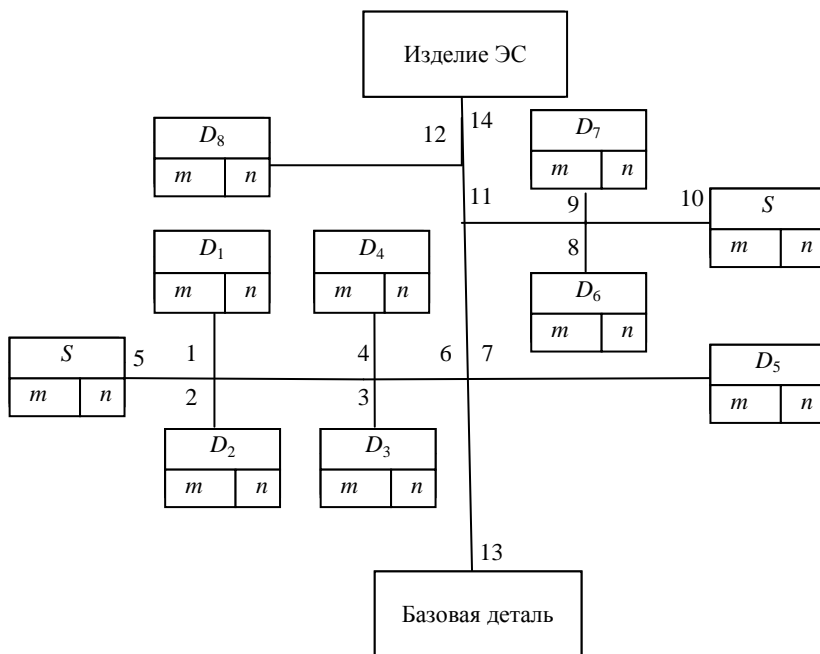 Изделие ЭС
14
12
D₈
m n
D₇
m n
11
9
10
S
m n
8
D₁
m n
D₄
m n
D₆
m n
S
m n
5
1
4
6
7
D₅
m n
2
3
D₂
m n
D₃
m n
13
Базовая деталь